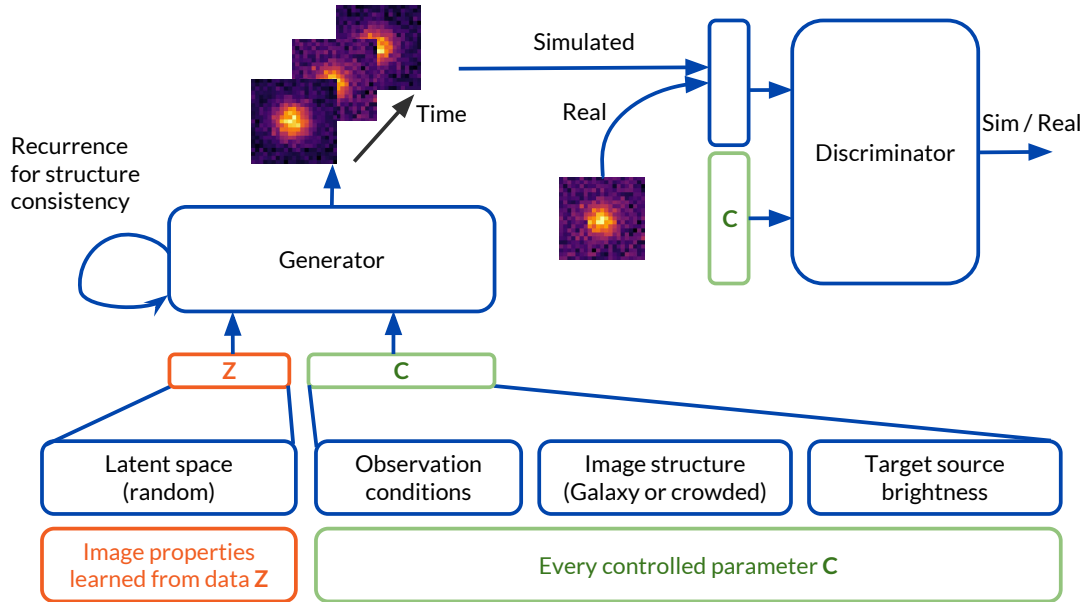 Simulated
Time
Real
Sim / Real
Recurrence
for structure
consistency
Discriminator
C
Generator
Z
C
Latent space
(random)
Observation
conditions
Image structure
(Galaxy or crowded)
Target source
brightness
Image properties
learned from data Z
Every controlled parameter C